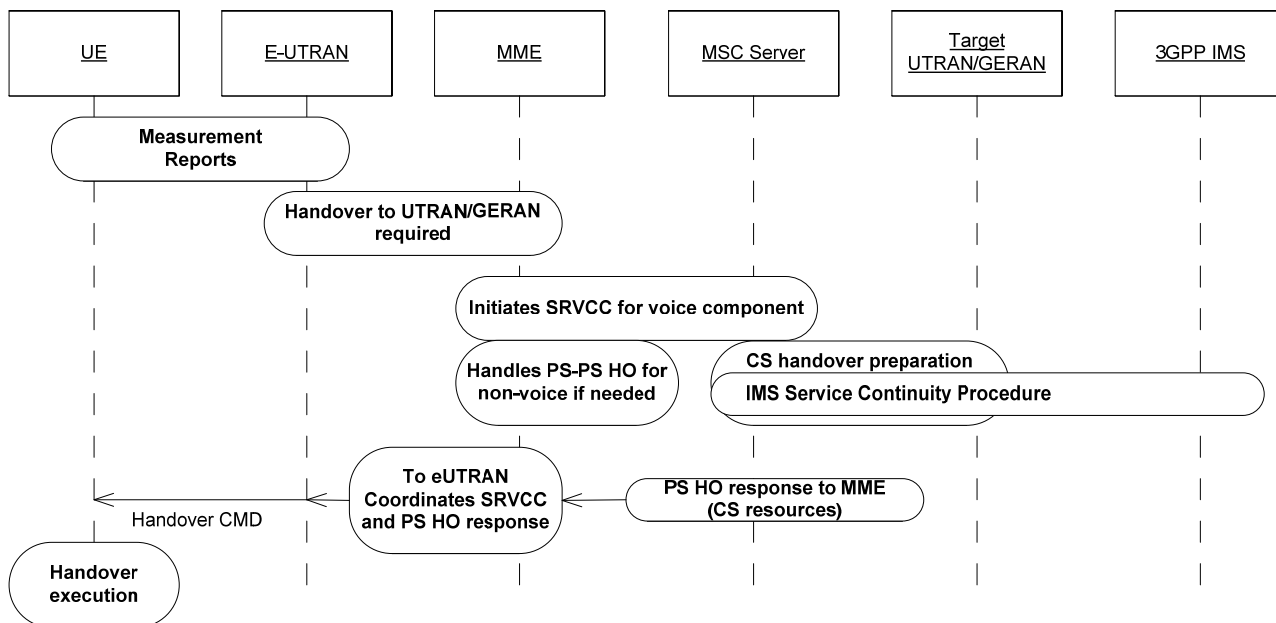 UE
E-UTRAN
MME
MSC Server
Target
UTRAN/GERAN
3GPP IMS
Measurement
Reports
Handover to UTRAN/GERAN
required
Initiates SRVCC for voice component
Handles PS-PS HO for
non-voice if needed
CS handover preparation
IMS Service Continuity Procedure
To eUTRAN
Coordinates SRVCC
and PS HO response
PS HO response to MME
(CS resources)
Handover CMD
Handover
execution